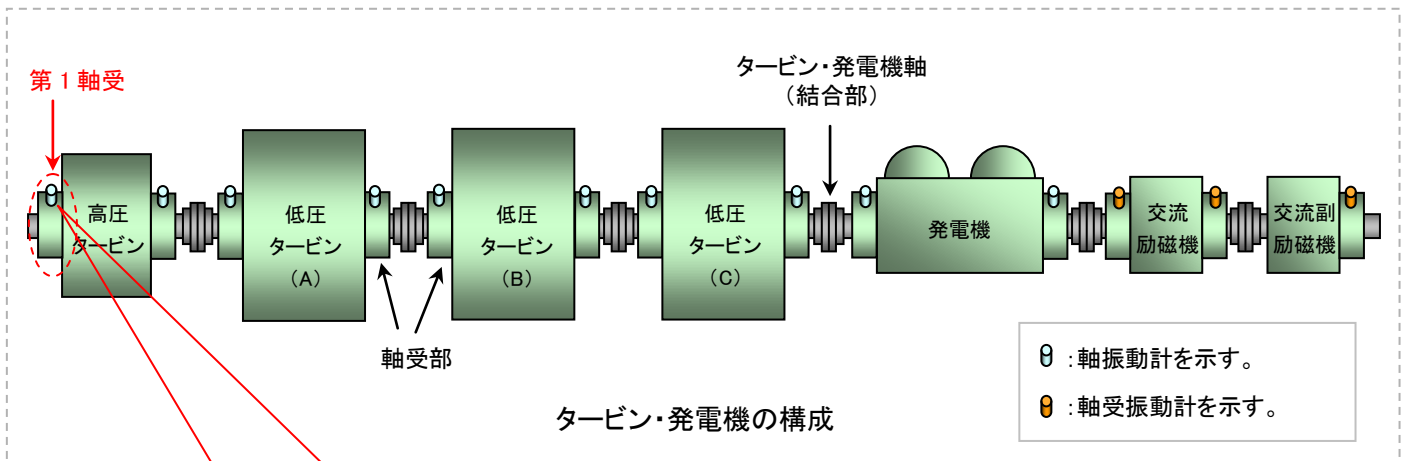 第1軸受
タービン・発電機軸
（結合部）
高圧
タービン
低圧
タービン
（A）
低圧
タービン
（B）
低圧
タービン
（C）
発電機
交流
励磁機
交流副
励磁機
軸受部
：軸振動計を示す。
：軸受振動計を示す。
タービン・発電機の構成